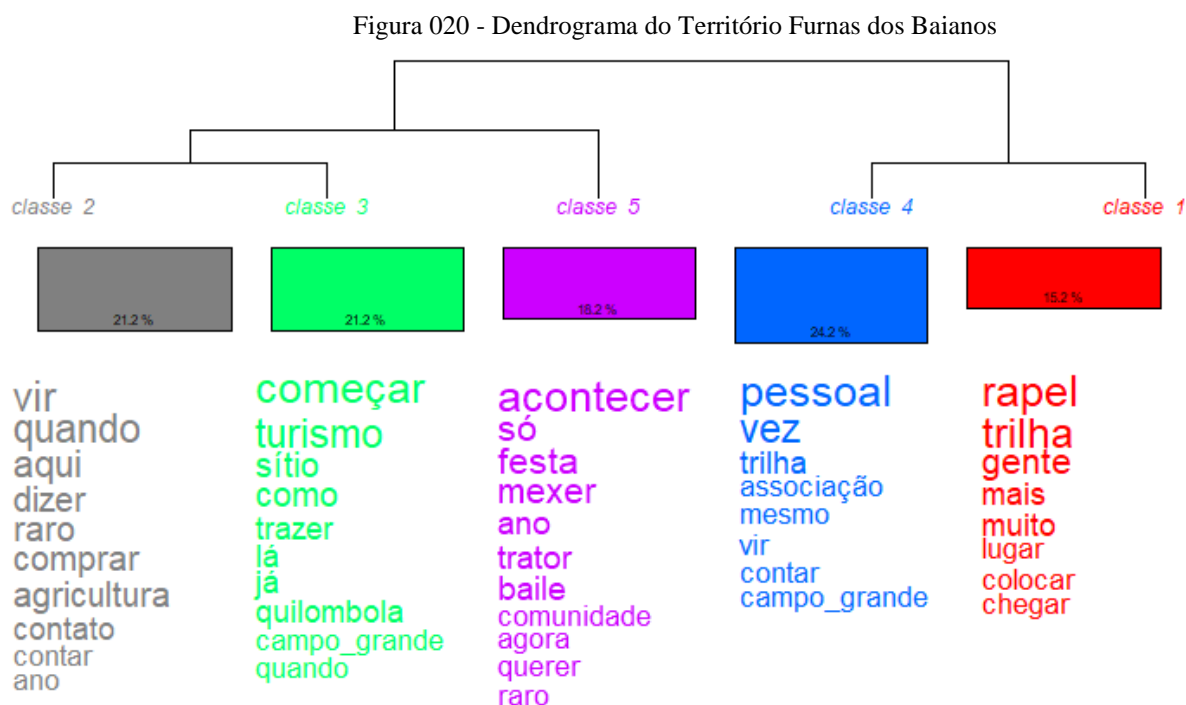 Figura 020 - Dendrograma do Território Furnas dos Baianos
classe 2
classe 3
classe 5
classe 4
classe 1
21.2 %
21.2 %
18.2 %
24.2 %
15.2 %
vir
quando
aqui
dizer
raro
comprar
agricultura
contato
contar
ano
começar
turismo
sítio
como
trazer
lá
já
quilombola
campo_grande
quando
acontecer
só
festa
mexer
ano
trator
baile
comunidade
agora
querer
raro
pessoal
vez
trilha
associação
mesmo
vir
contar
campo_grande
rapel
trilha
gente
mais
muito
lugar
colocar
chegar